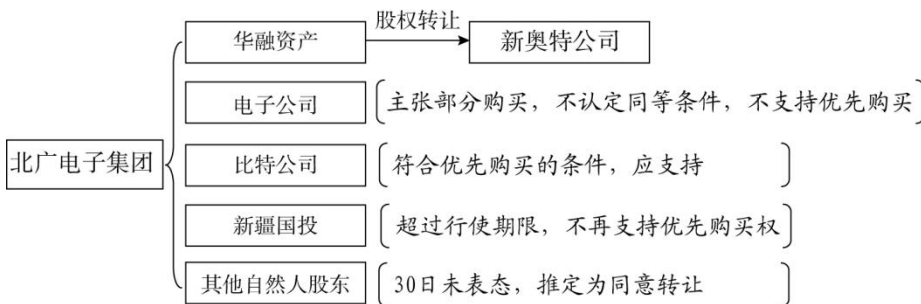 股权转让
华融资产
新奥特公司
电子公司
主张部分购买，不认定同等条件，不支持优先购买
北广电子集团
比特公司
符合优先购买的条件，应支持
新疆国投
超过行使期限，不再支持优先购买权
其他自然人股东
30日未表态，推定为同意转让